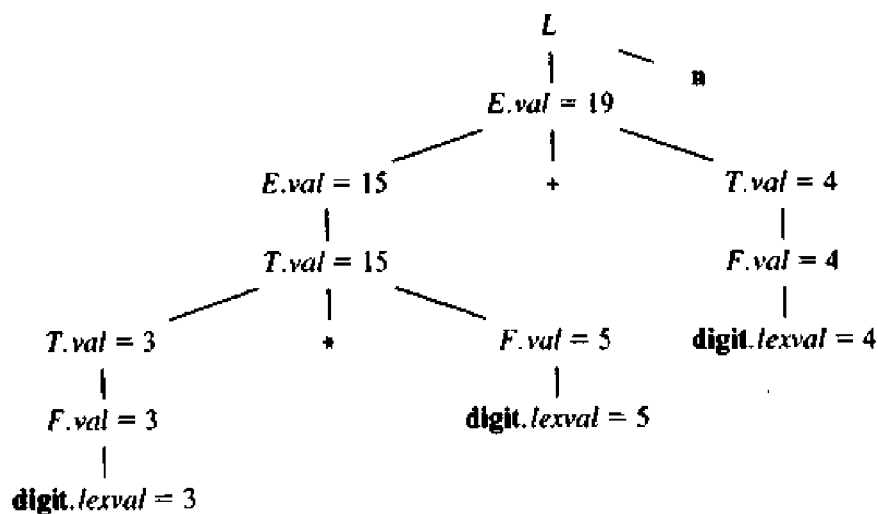 L
n
E.val = 19
E.val = 15 + T.val = 4
T.val = 15 F.val = 4
T.val = 3 * F.val = 5 digit.lexval = 4
F.val = 3 digit.lexval = 5
digit.lexval = 3